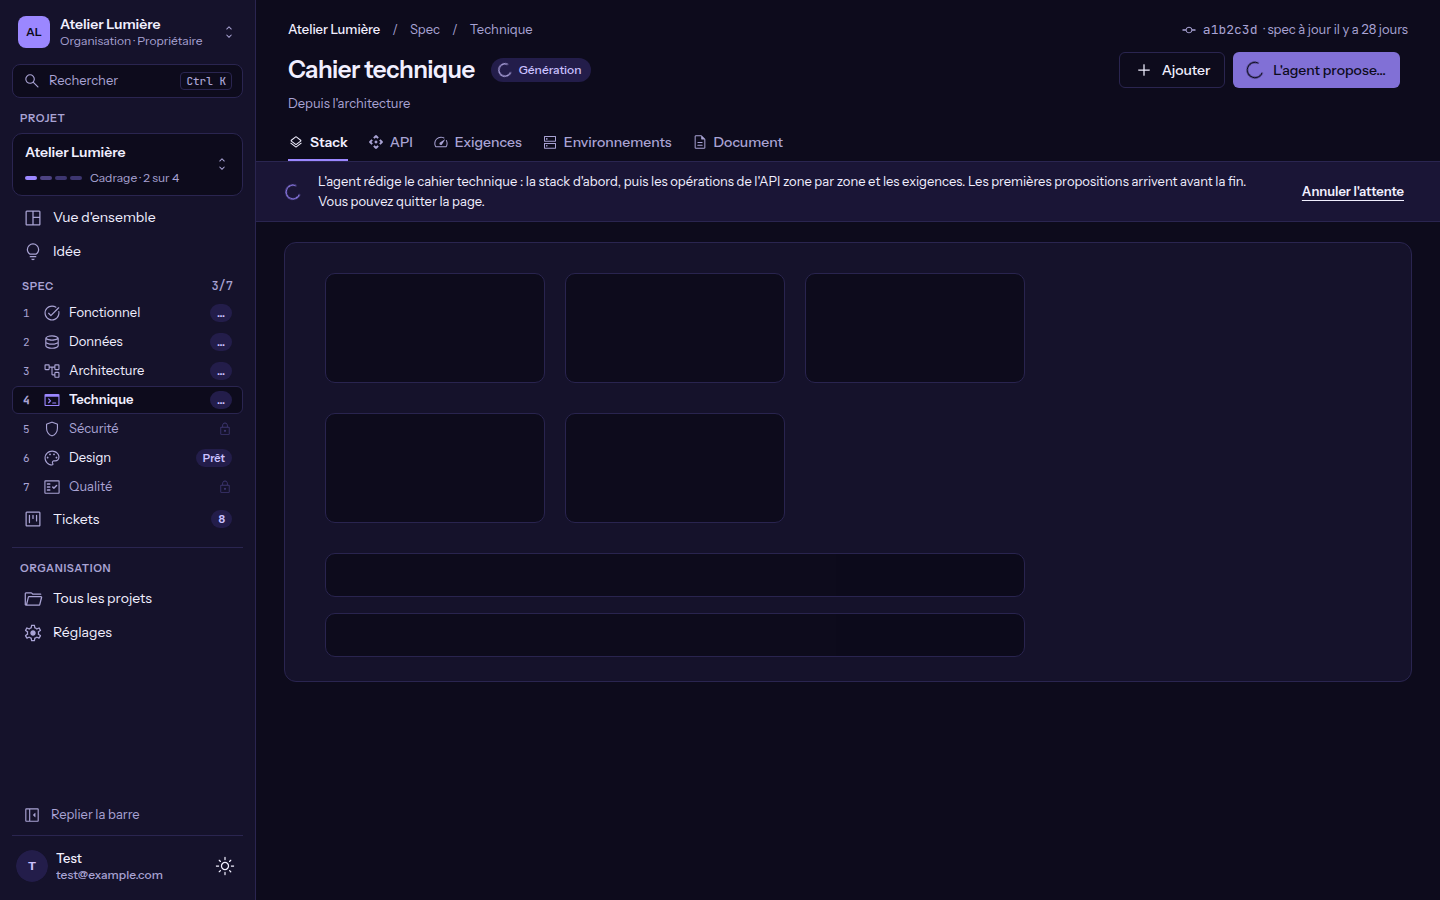 AL
Atelier Lumière
Organisation · Propriétaire
Rechercher
Ctrl K
PROJET
Atelier Lumière
Cadrage · 2 sur 4
Vue d'ensemble
Idée
SPEC 3/7
1 Fonctionnel ...
2 Données ...
3 Architecture ...
4 Technique ...
5 Sécurité
6 Design Prêt
7 Qualité
Tickets 8
ORGANISATION
Tous les projets
Réglages
Replier la barre
T
Test
test@example.com
Atelier Lumière / Spec / Technique
a1b2c3d · spec à jour il y a 28 jours
Cahier technique
Génération
Ajouter
L'agent propose...
Depuis l'architecture
Stack
API
Exigences
Environnements
Document
L'agent rédige le cahier technique : la stack d'abord, puis les opérations de l'API zone par zone et les exigences. Les premières propositions arrivent avant la fin.
Vous pouvez quitter la page.
Annuler l'attente